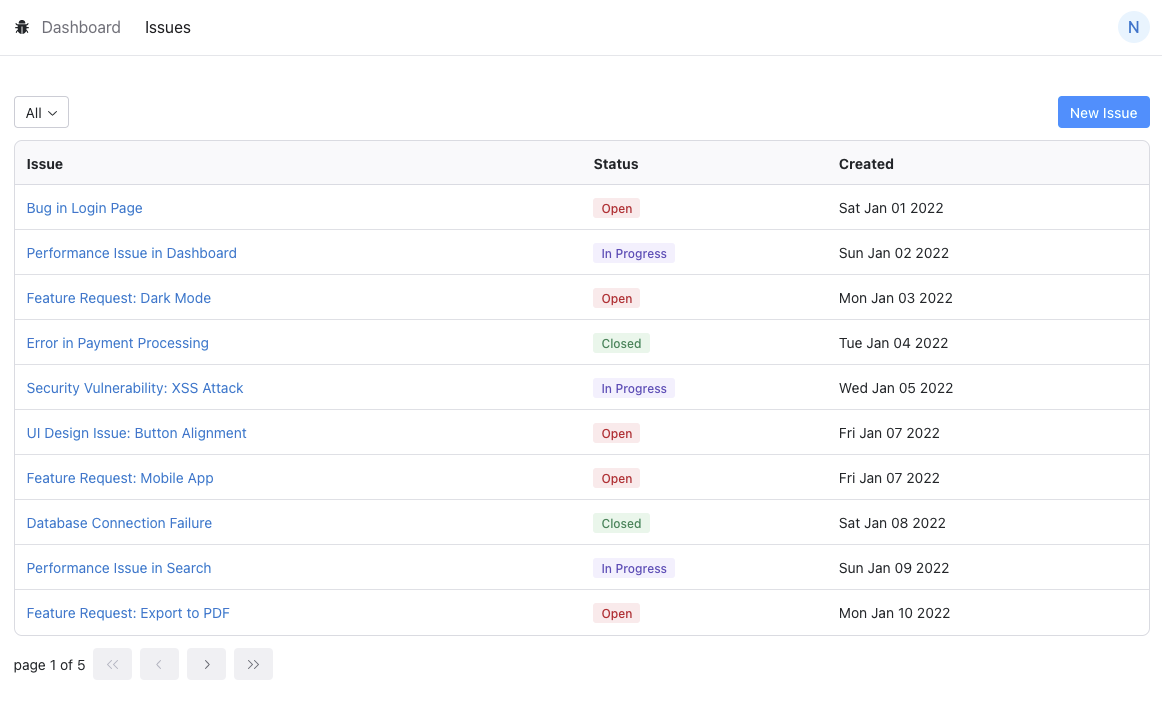 Dashboard Issues N
All New Issue
Issue Status Created
Bug in Login Page Open Sat Jan 01 2022
Performance Issue in Dashboard In Progress Sun Jan 02 2022
Feature Request: Dark Mode Open Mon Jan 03 2022
Error in Payment Processing Closed Tue Jan 04 2022
Security Vulnerability: XSS Attack In Progress Wed Jan 05 2022
UI Design Issue: Button Alignment Open Fri Jan 07 2022
Feature Request: Mobile App Open Fri Jan 07 2022
Database Connection Failure Closed Sat Jan 08 2022
Performance Issue in Search In Progress Sun Jan 09 2022
Feature Request: Export to PDF Open Mon Jan 10 2022
page 1 of 5